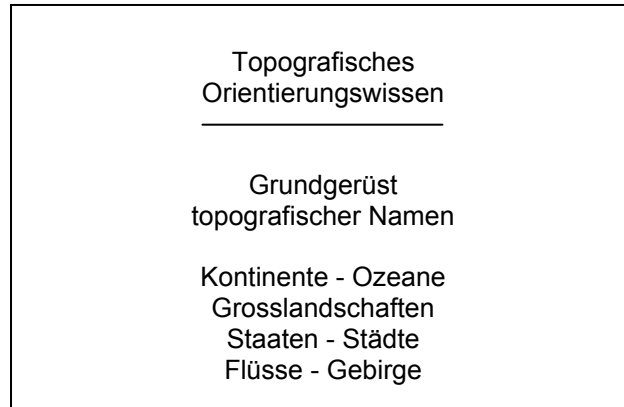 Topografisches
Orientierungswissen
Grundgerüst
topografischer Namen
Kontinente - Ozeane
Grosslandschaften
Staaten - Städte
Flüsse - Gebirge